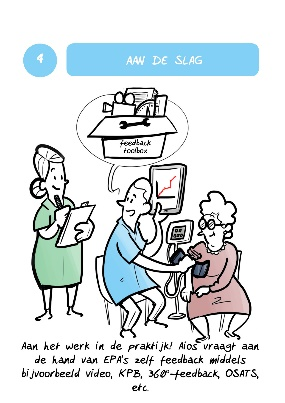 4
AAN DE SLAG
feedback
toolbox
Aan het werk in de praktijk! Aios vraagt aan
de hand van EPA's zelf feedback middels
bijvoorbeeld video, KPB, 360°-feedback, OSATS,
etc.